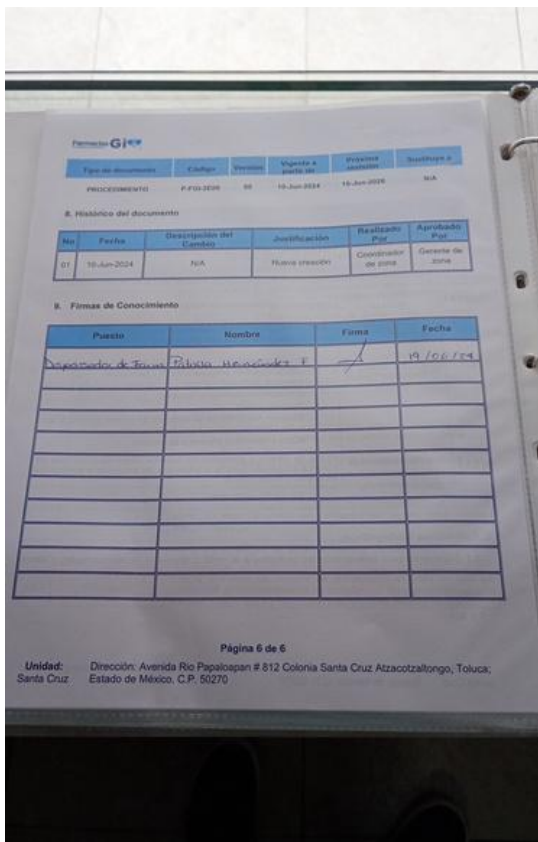 Farmacias Gi
Tipo de documento Código Versión Vigente a partir de Próxima revisión Sustituye a
PROCEDIMIENTO 00 10-Jun-2024 10-Jun-2026 N/A
8. Histórico del documento
No Fecha Descripción del Cambio Justificación Realizado Por Aprobado Por
01 10-Jun-2024 N/A Nueva creación Coordinador de zona Gerente de zona
9. Firmas de Conocimiento
Puesto Nombre Firma Fecha
de Hernández F 19/06/24
Página 6 de 6
Unidad: Dirección: Avenida Rio Papaloapan # 812 Colonia Santa Cruz Atzacotzaltongo, Toluca;
Santa Cruz Estado de México, C.P. 50270